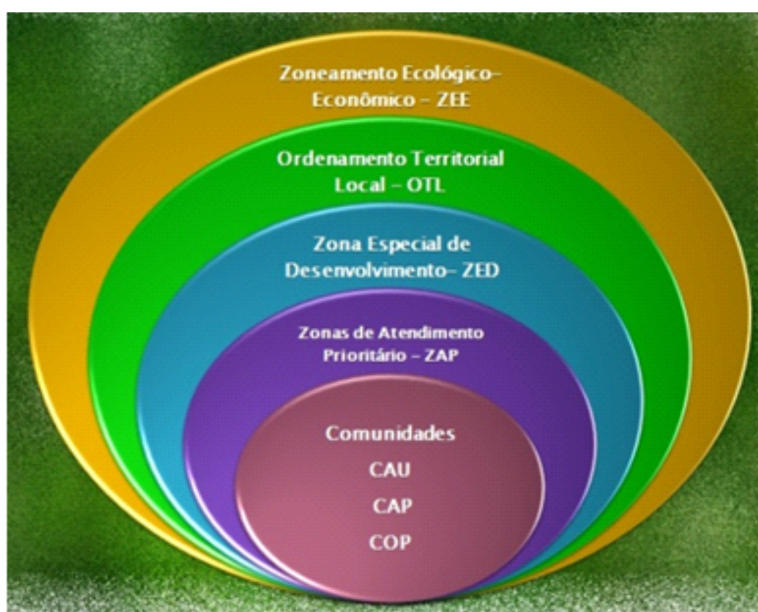 Zoneamento Ecológico–
Econômico – ZEE
Ordenamento Territorial
Local – OTL
Zona Especial de
Desenvolvimento– ZED
Zonas de Atendimento
Prioritário – ZAP
Comunidades
CAU
CAP
COP